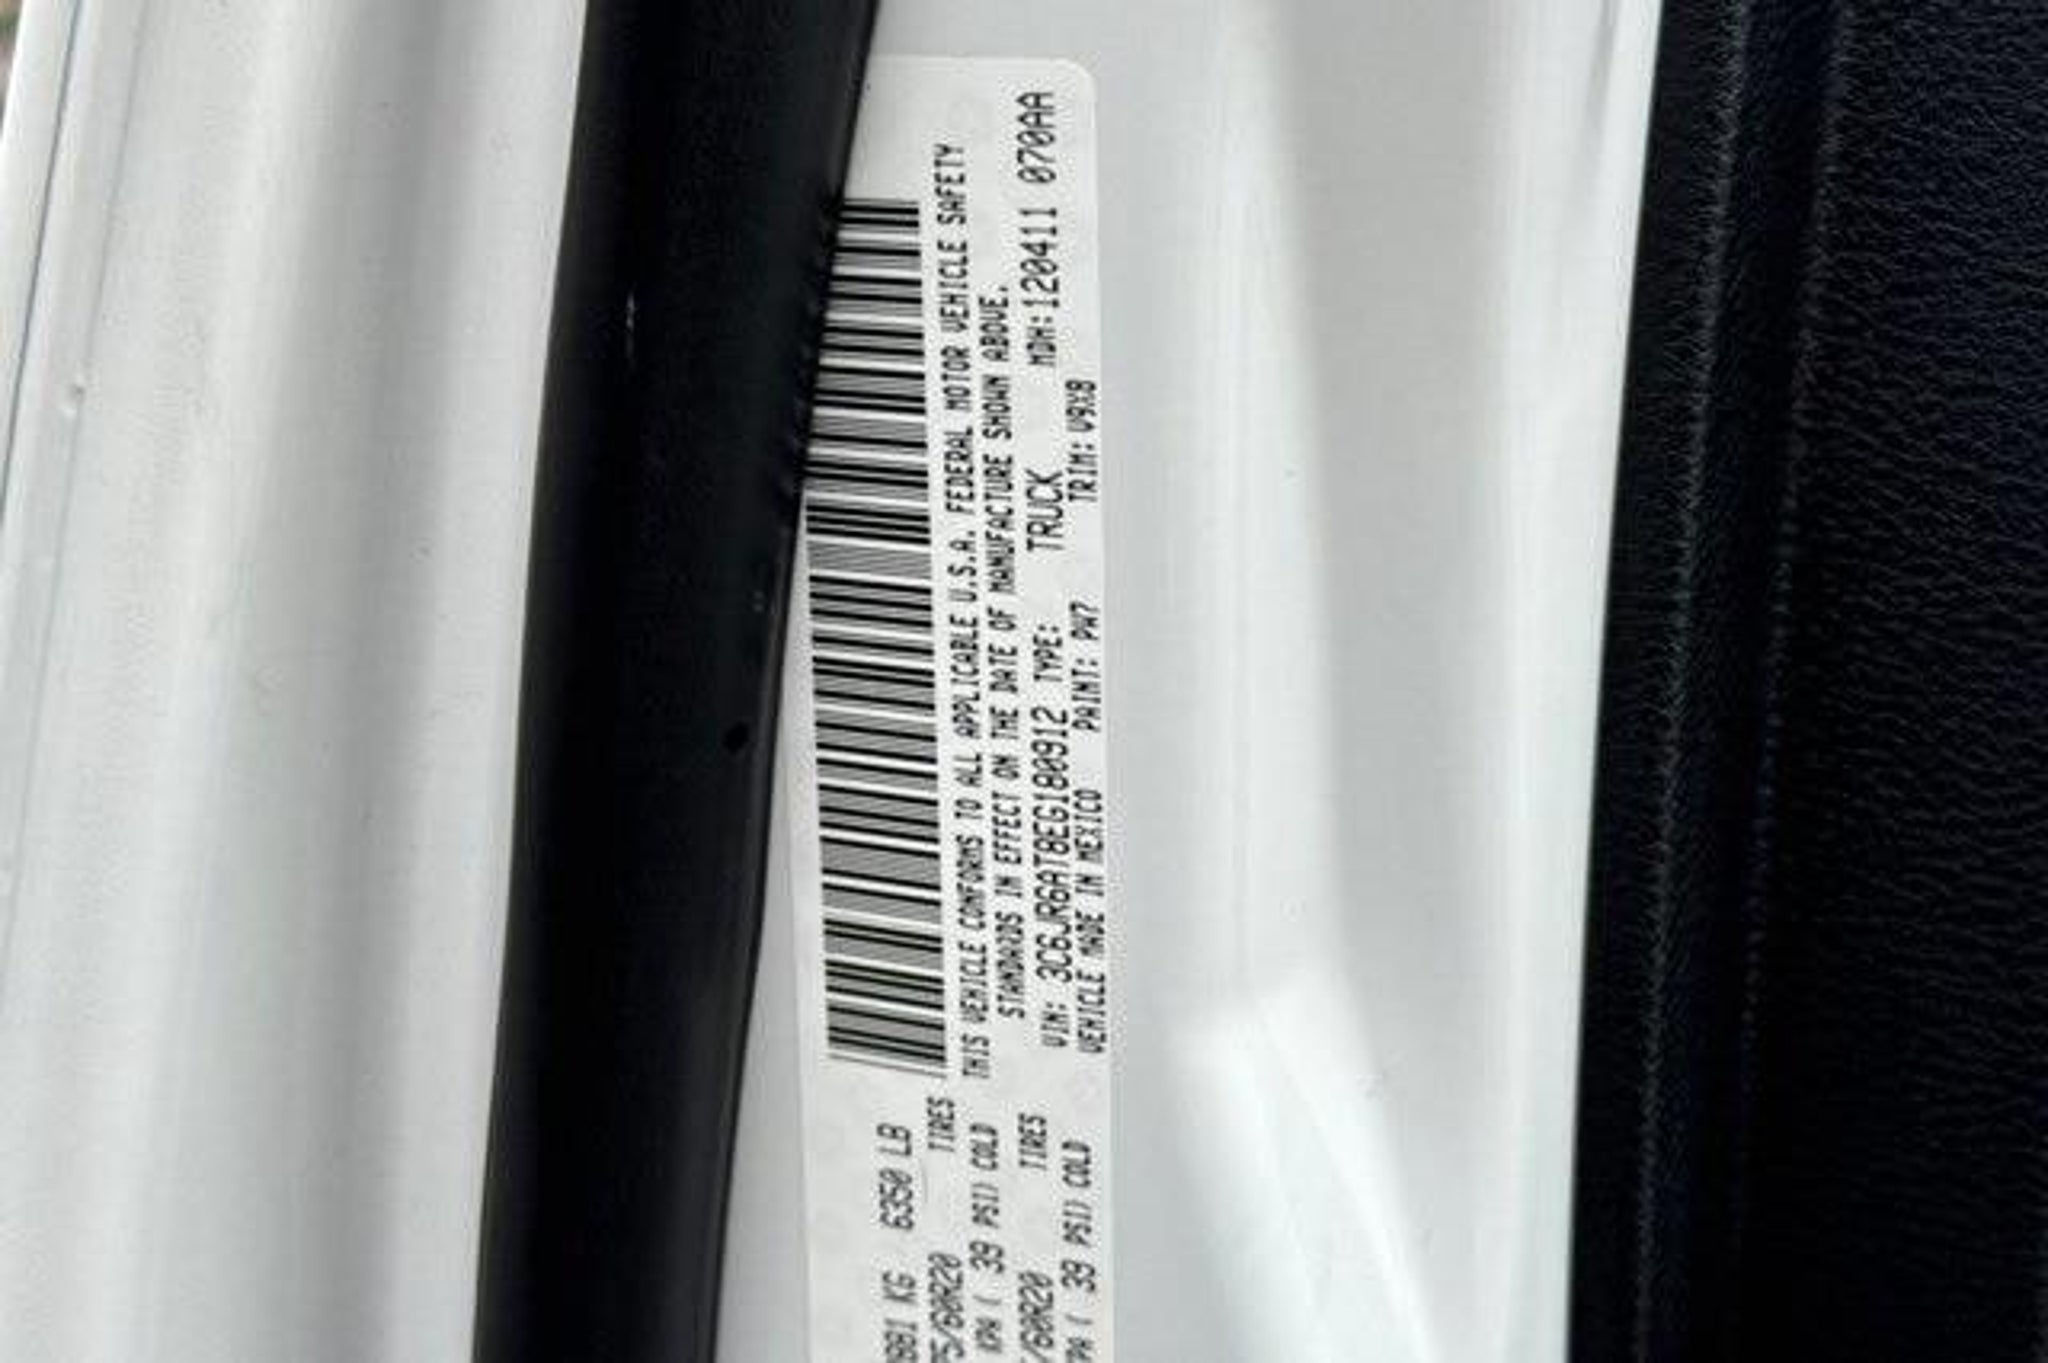 THIS VEHICLE CONFORMS TO ALL APPLICABLE U.S.A. FEDERAL MOTOR VEHICLE SAFETY
STANDARDS IN EFFECT ON THE DATE OF MANUFACTURE SHOWN ABOVE.
VIN: 3C6JR6AT8EG180912 TYPE: TRUCK MDH:120411 070AA
VEHICLE MADE IN MEXICO PAINT: PW7 TRIM: V9X8
KG 6350 LB
/60R20 TIRES
KPA ( 39 PSI) COLD
/60R20 TIRES
( 39 PSI) COLD